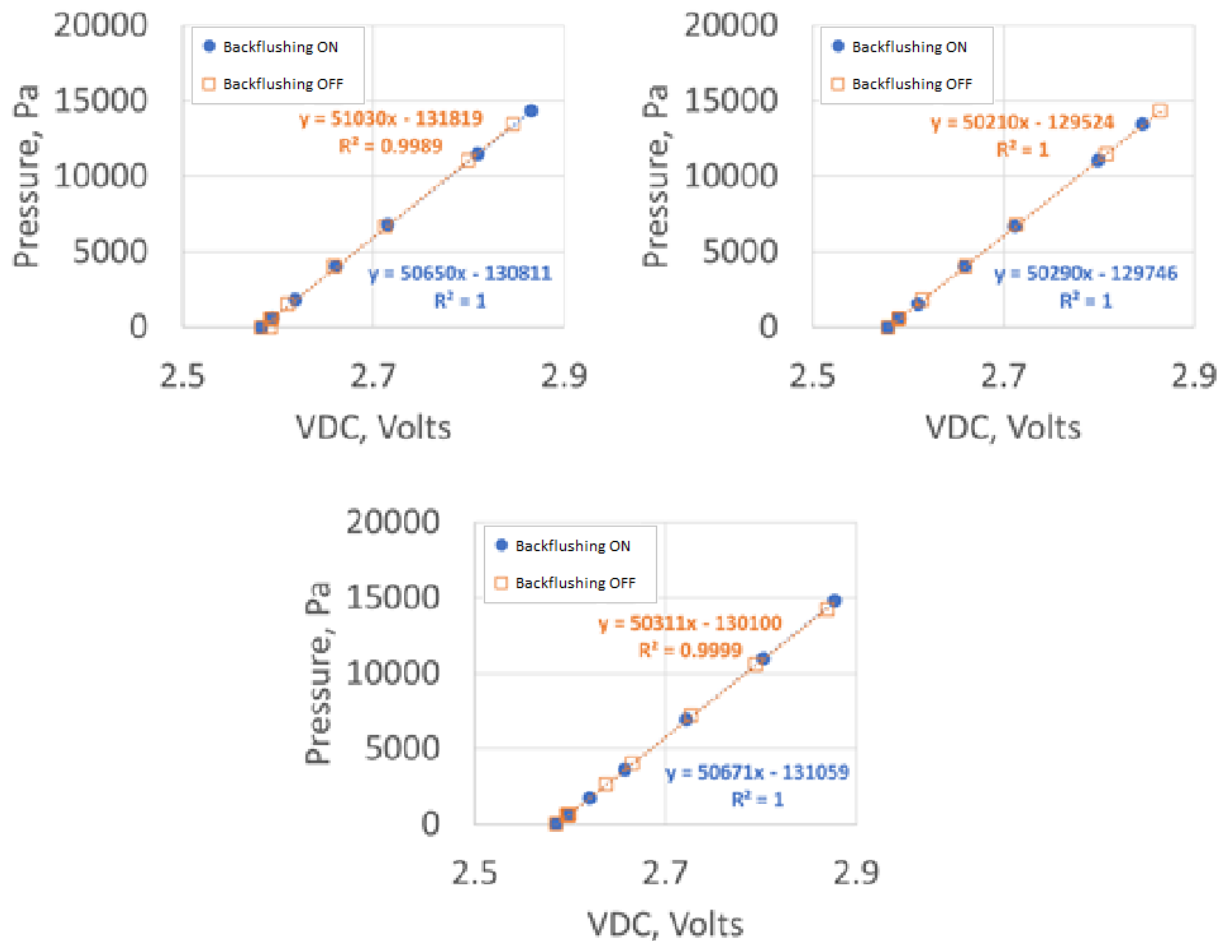 20000
15000
10000
5000
0
Pressure, Pa
Backflushing ON
Backflushing OFF
y = 51030x - 131819
R² = 0.9989
y = 50650x - 130811
R² = 1
2.5 2.7 2.9
VDC, Volts
20000
15000
10000
5000
0
Pressure, Pa
Backflushing ON
Backflushing OFF
y = 50210x - 129524
R² = 1
y = 50290x - 129746
R² = 1
2.5 2.7 2.9
VDC, Volts
20000
15000
10000
5000
0
Pressure, Pa
Backflushing ON
Backflushing OFF
y = 50311x - 130100
R² = 0.9999
y = 50671x - 131059
R² = 1
2.5 2.7 2.9
VDC, Volts